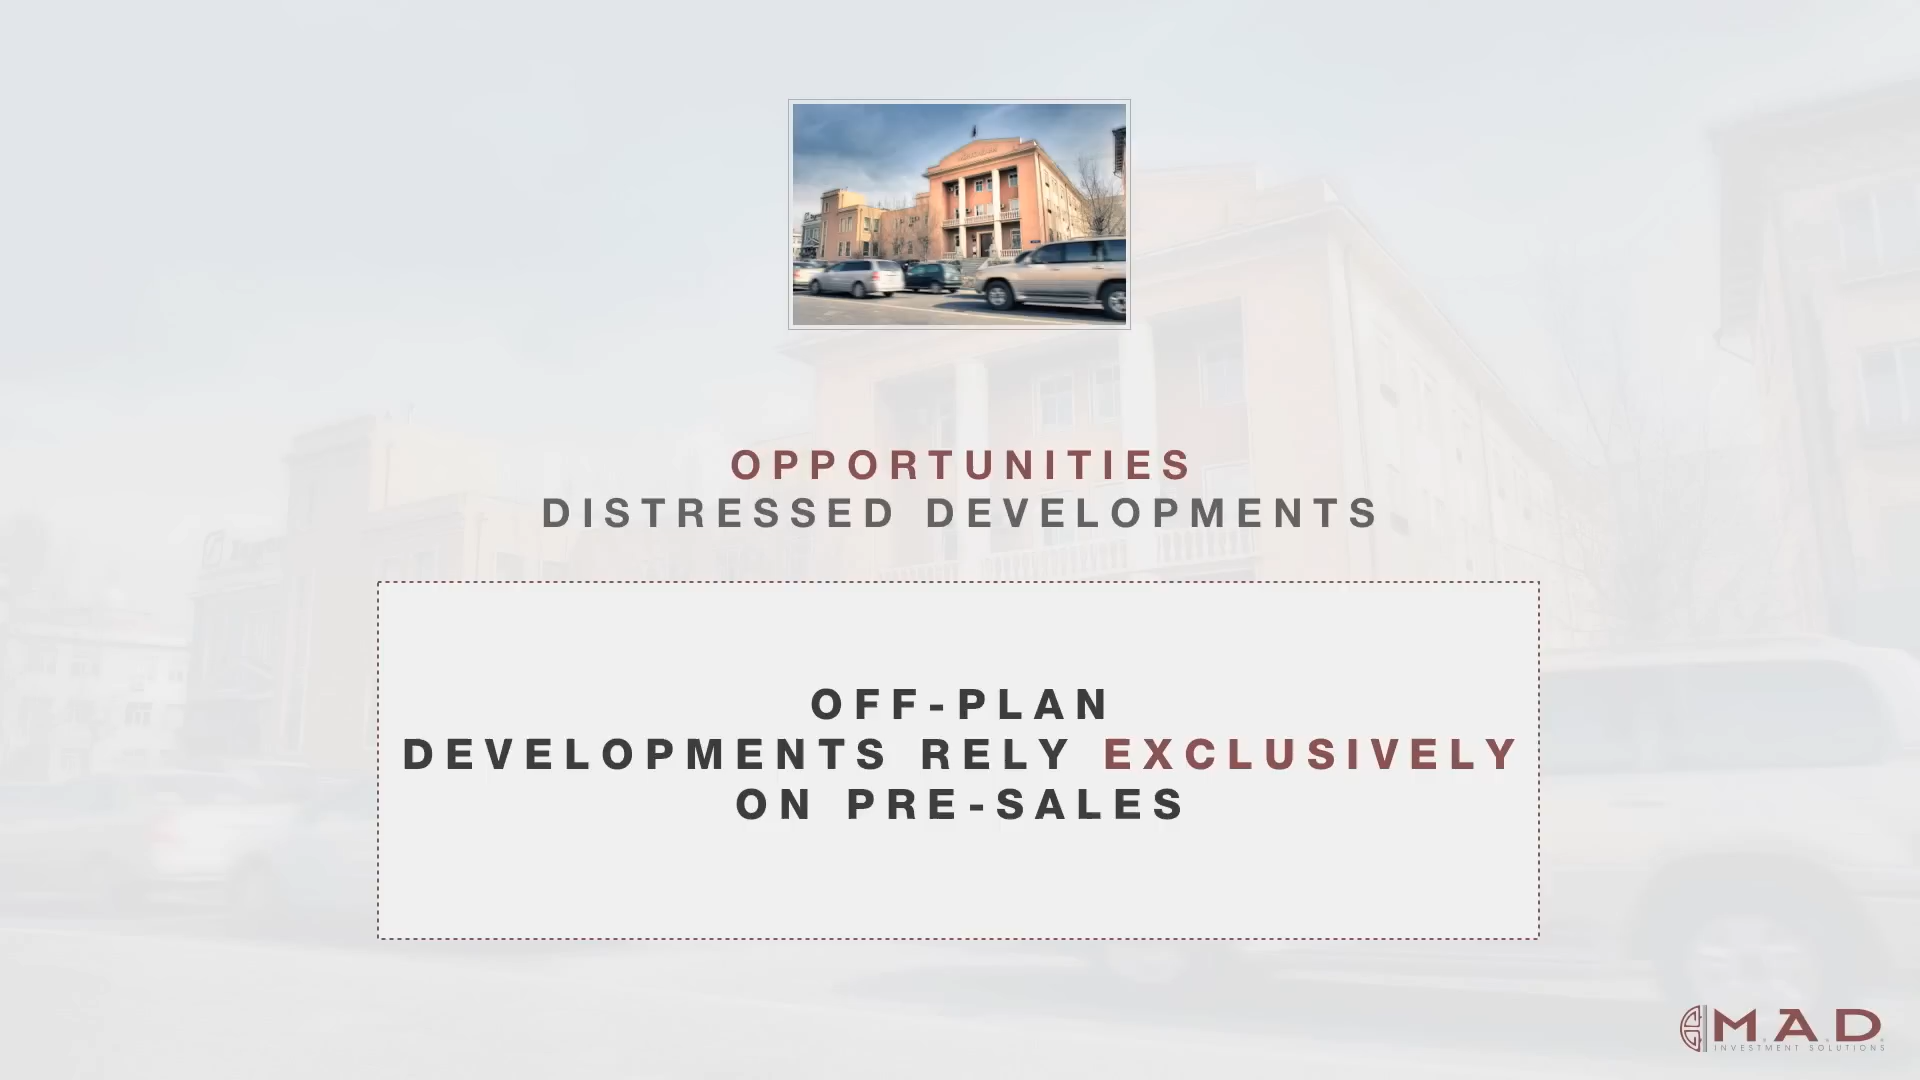 OPPORTUNITIES
DISTRESSED DEVELOPMENTS
OFF-PLAN
DEVELOPMENTS RELY EXCLUSIVELY
ON PRE-SALES
M.A.D.
INVESTMENT SOLUTIONS